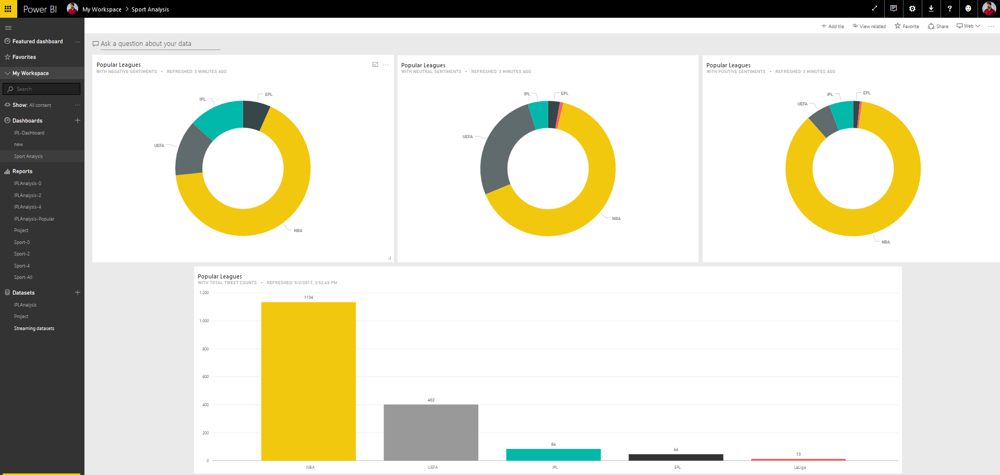 Power BI My Workspace > Sport Analysis
Add tile View related Favorite Share Web
Featured dashboard
Favorites
My Workspace
Search
Show: All content
Dashboards
IPL-Dashboard
new
Sport Analysis
Reports
IPLAnalysis-0
IPLAnalysis-2
IPLAnalysis-4
IPLAnalysis-Popular
Project
Sport-0
Sport-2
Sport-4
Sport-All
Datasets
IPLAnalysis
Project
Streaming datasets
Ask a question about your data
Popular Leagues
WITH NEGATIVE SENTIMENTS • REFRESHED: 3 MINUTES AGO
EPL
IPL
UEFA
NBA
Popular Leagues
WITH NEUTRAL SENTIMENTS • REFRESHED: 3 MINUTES AGO
IPL EPL
UEFA
NBA
Popular Leagues
WITH POSITIVE SENTIMENTS • REFRESHED: 3 MINUTES AGO
IPL EPL
UEFA
NBA
Popular Leagues
WITH TOTAL TWEET COUNTS • REFRESHED: 5/2/2017, 3:52:45 PM
1,200
1134
1,000
800
600
402
400
200
84
46
13
0
NBA UEFA IPL EPL LaLiga